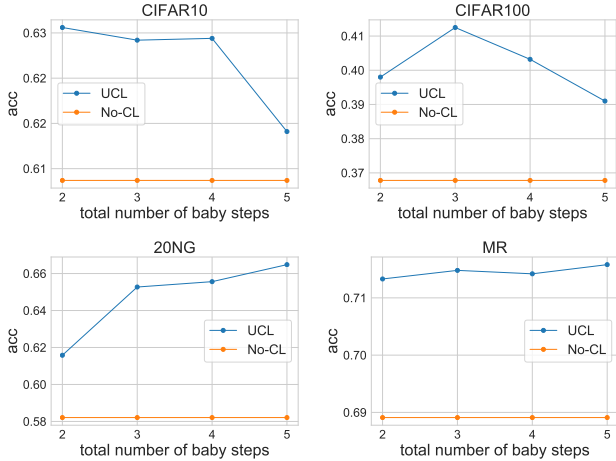 CIFAR10
0.63
0.62
0.62
0.61
acc
UCL
No-CL
2 3 4 5
total number of baby steps
CIFAR100
0.41
0.40
0.39
0.38
0.37
acc
UCL
No-CL
2 3 4 5
total number of baby steps
20NG
0.66
0.64
0.62
0.60
0.58
acc
UCL
No-CL
2 3 4 5
total number of baby steps
MR
0.71
0.70
0.69
acc
UCL
No-CL
2 3 4 5
total number of baby steps